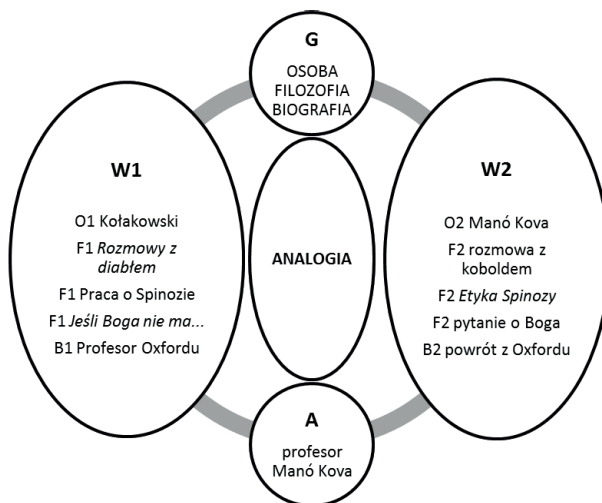 G
OSOBA
FILOZOFIA
BIOGRAFIA
W1
O1 Kołakowski
F1 Rozmowy z
diabłem
F1 Praca o Spinozie
F1 Jeśli Boga nie ma...
B1 Profesor Oxfordu
ANALOGIA
W2
O2 Manó Kova
F2 rozmowa z
koboldem
F2 Etyka Spinozy
F2 pytanie o Boga
B2 powrót z Oxfordu
A
profesor
Manó Kova